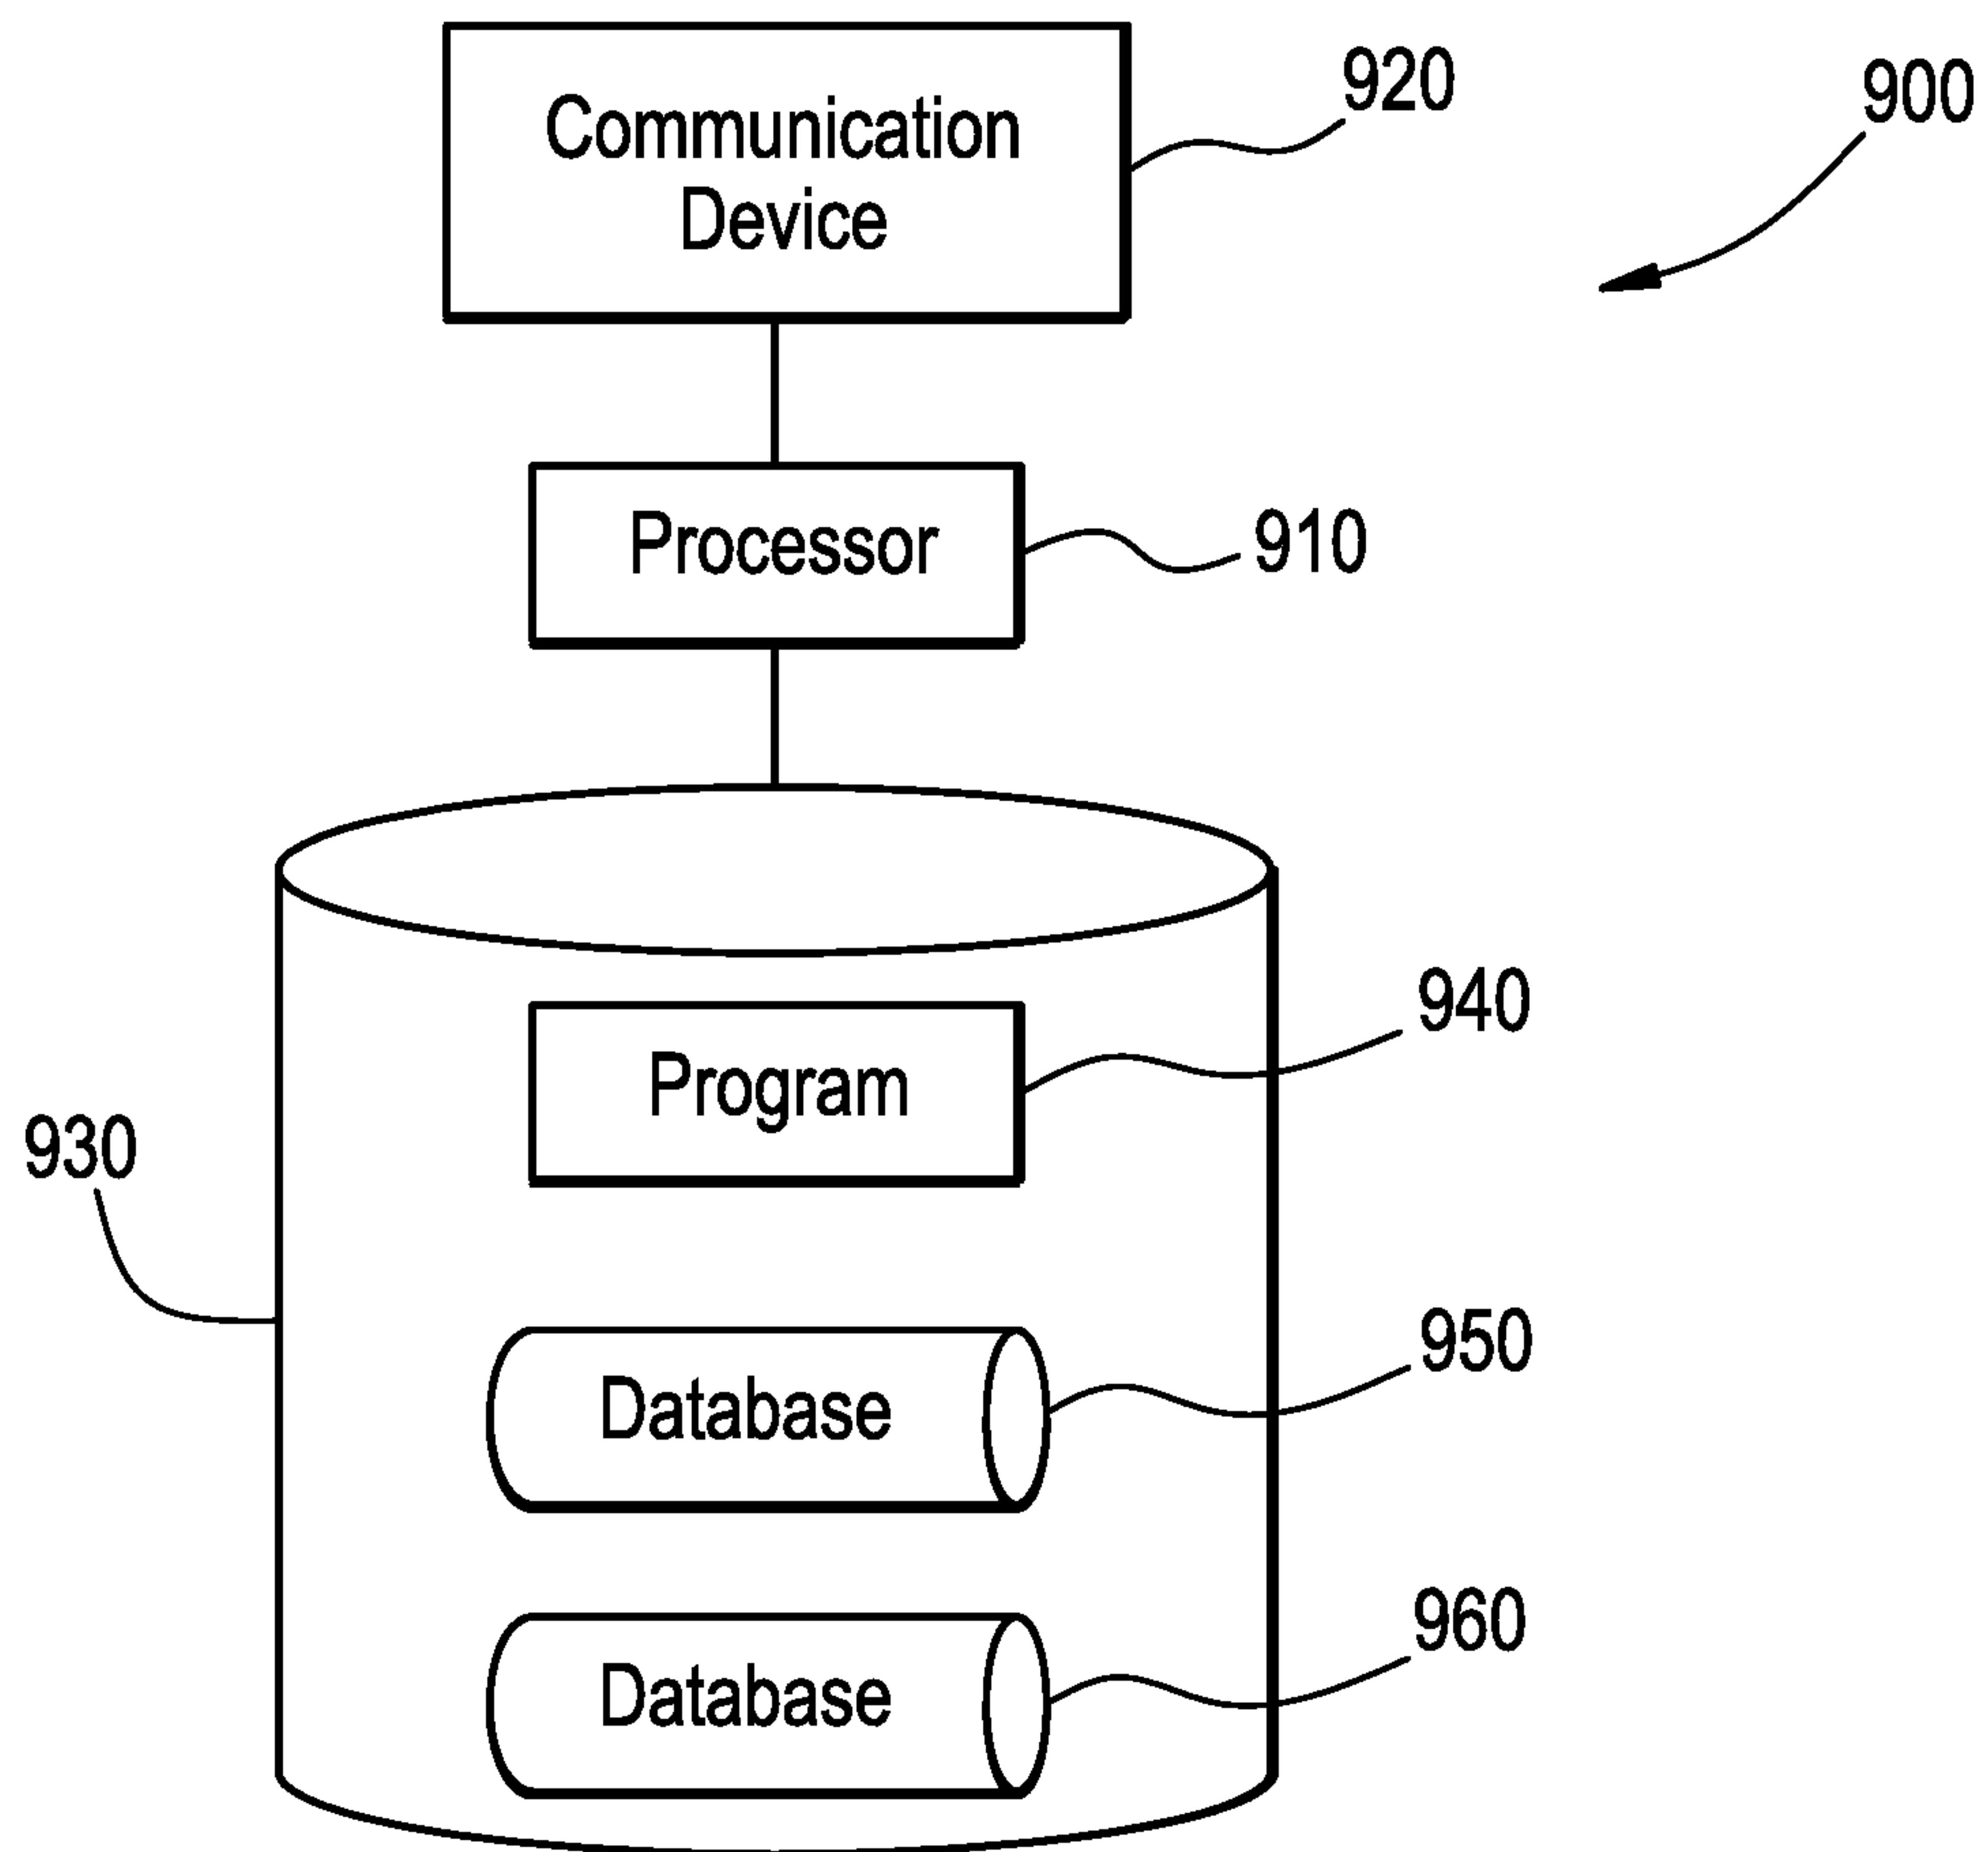 Communication
Device
920
900
Processor
910
Program
940
930
Database
950
Database
960